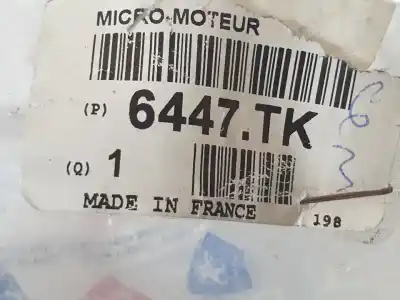 MICRO-MOTEUR
(P) 6447.TK
(Q) 1
MADE IN FRANCE 198